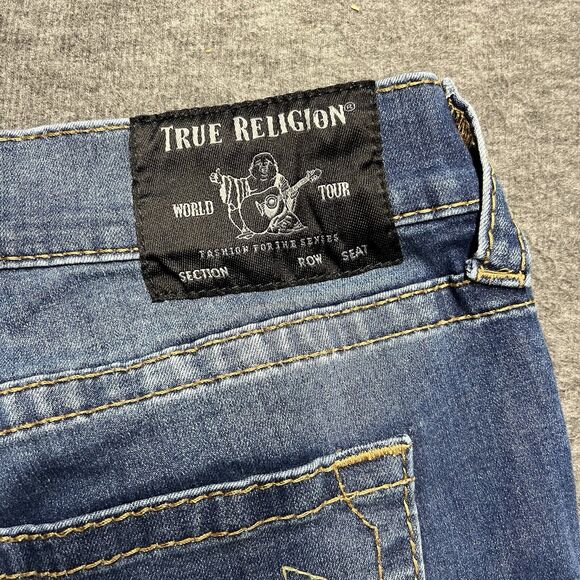 TRUE RELIGION®
WORLD TOUR
FASHION FOR THE SENSES
SECTION ROW SEAT